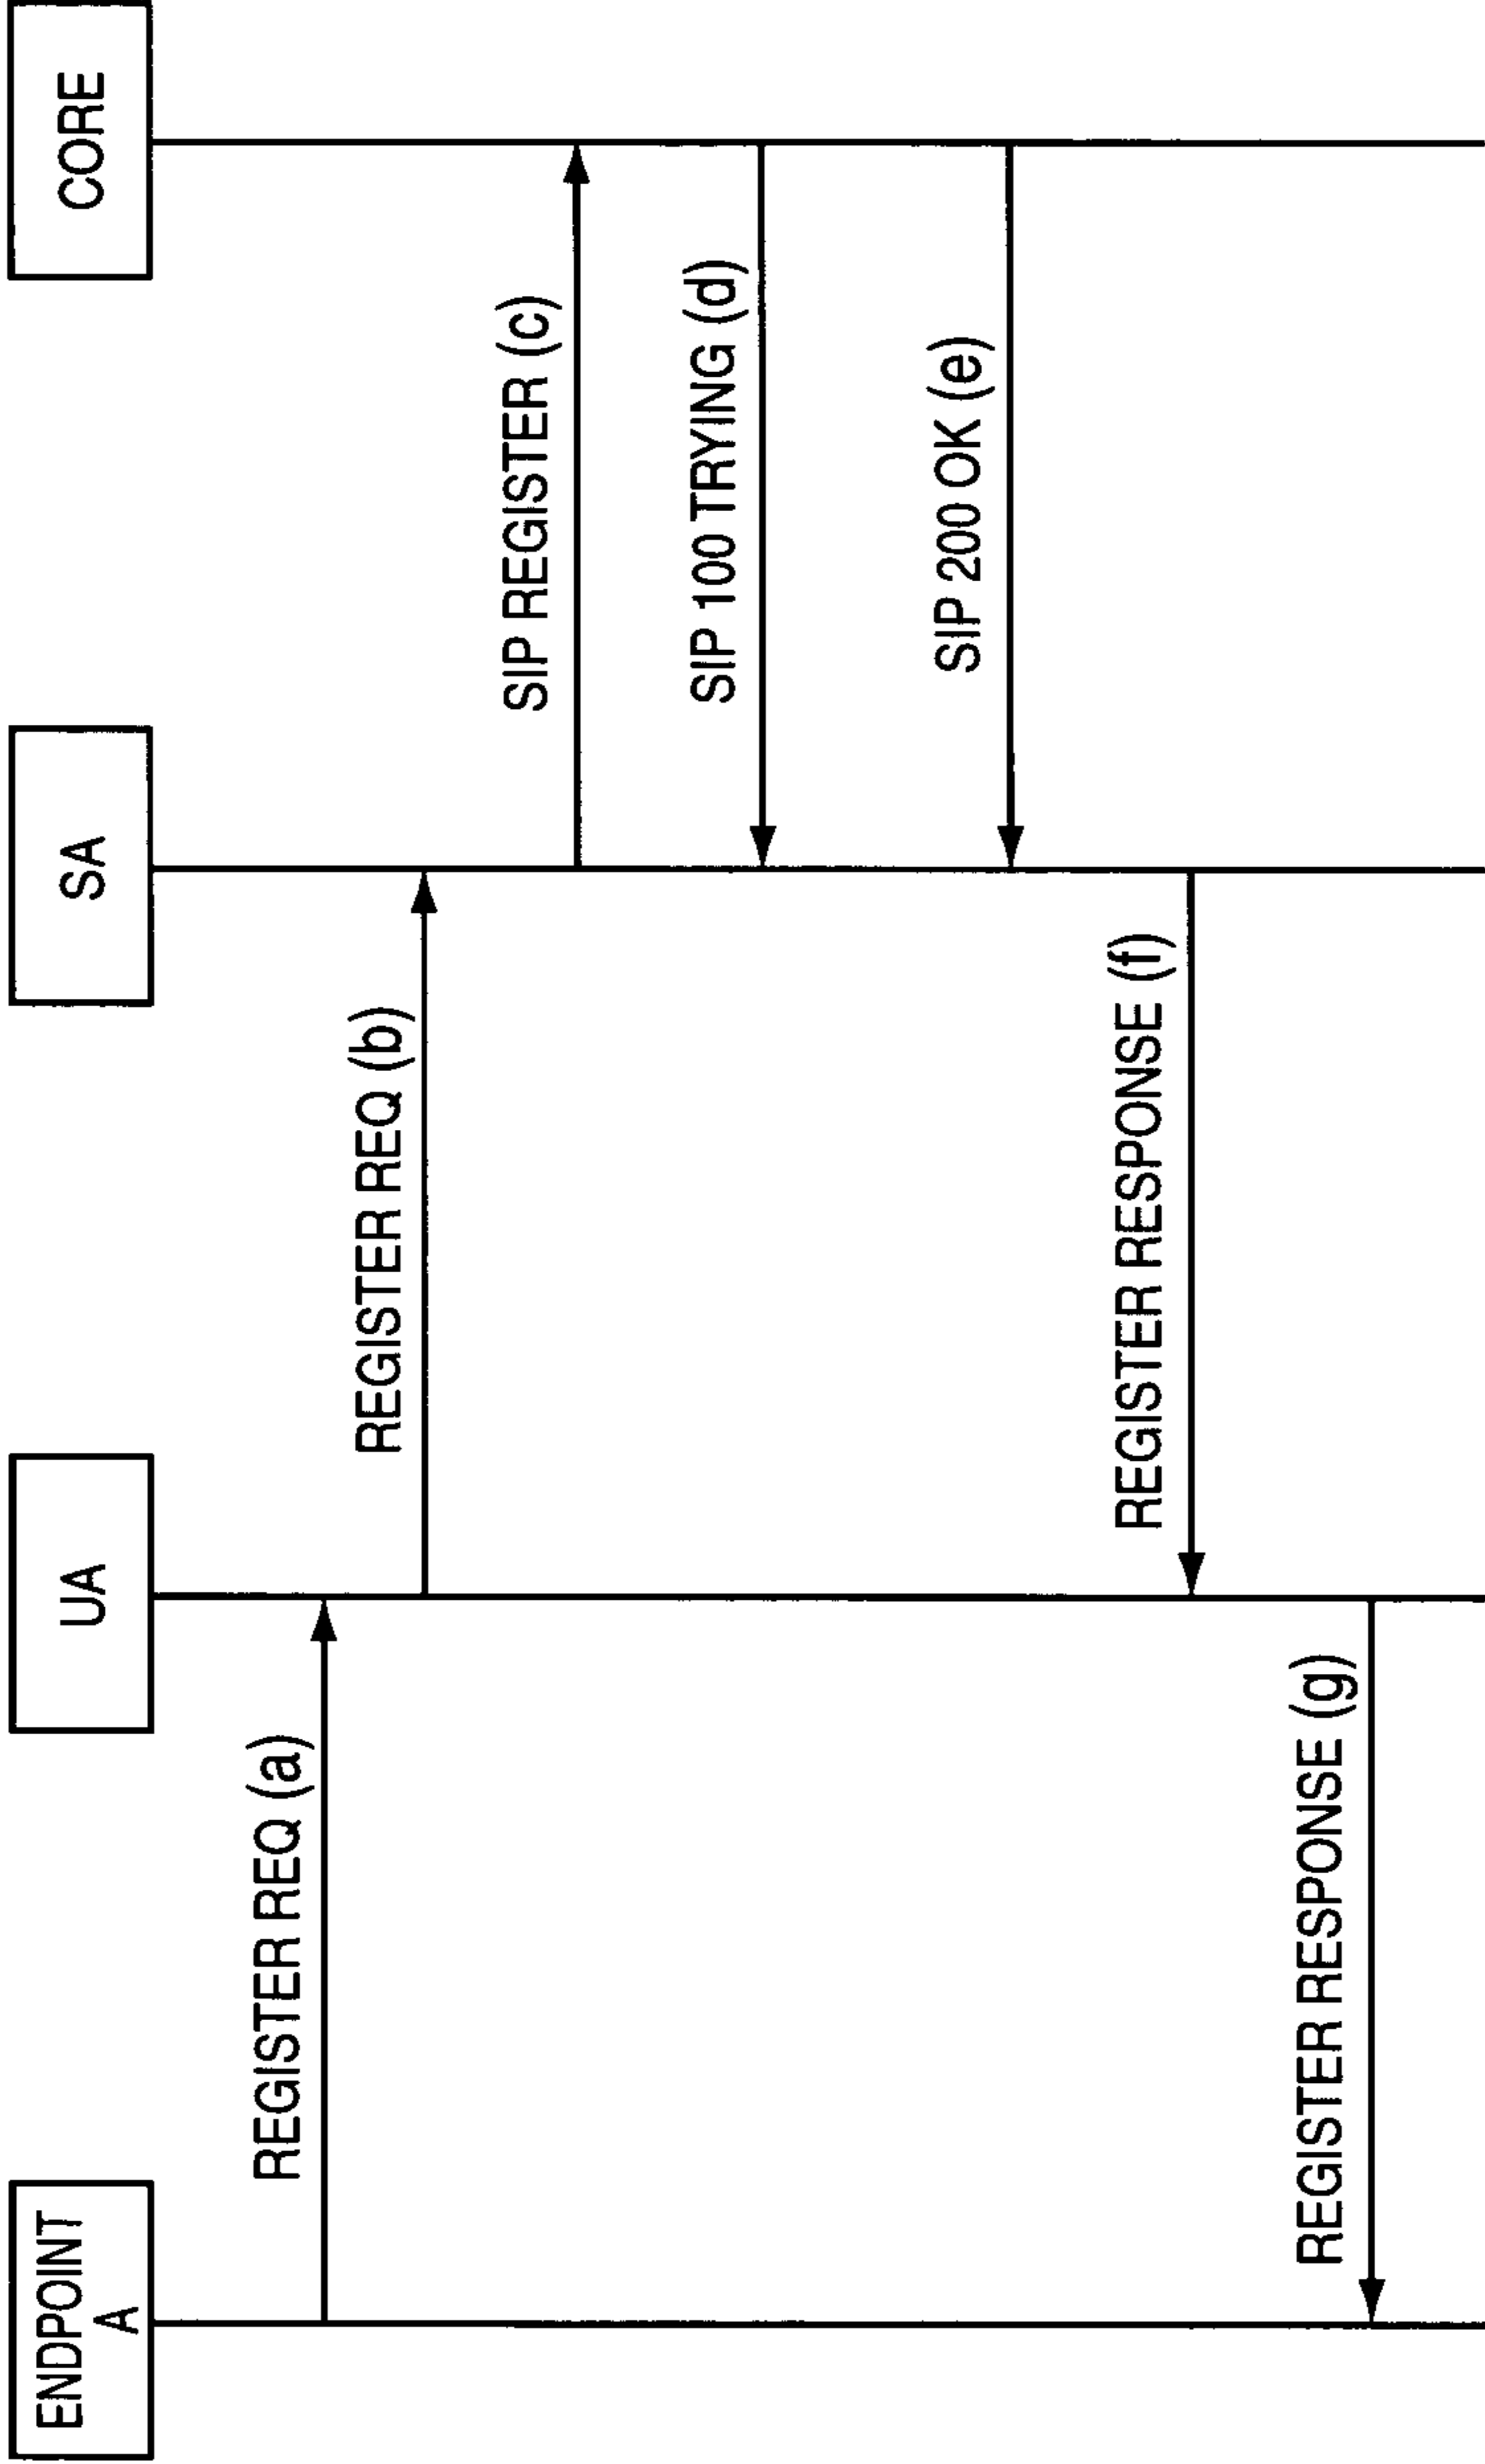 ENDPOINT
A
UA
SA
CORE
REGISTER REQ (a)
REGISTER REQ (b)
SIP REGISTER (c)
SIP 100 TRYING (d)
SIP 200 OK (e)
REGISTER RESPONSE (f)
REGISTER RESPONSE (g)